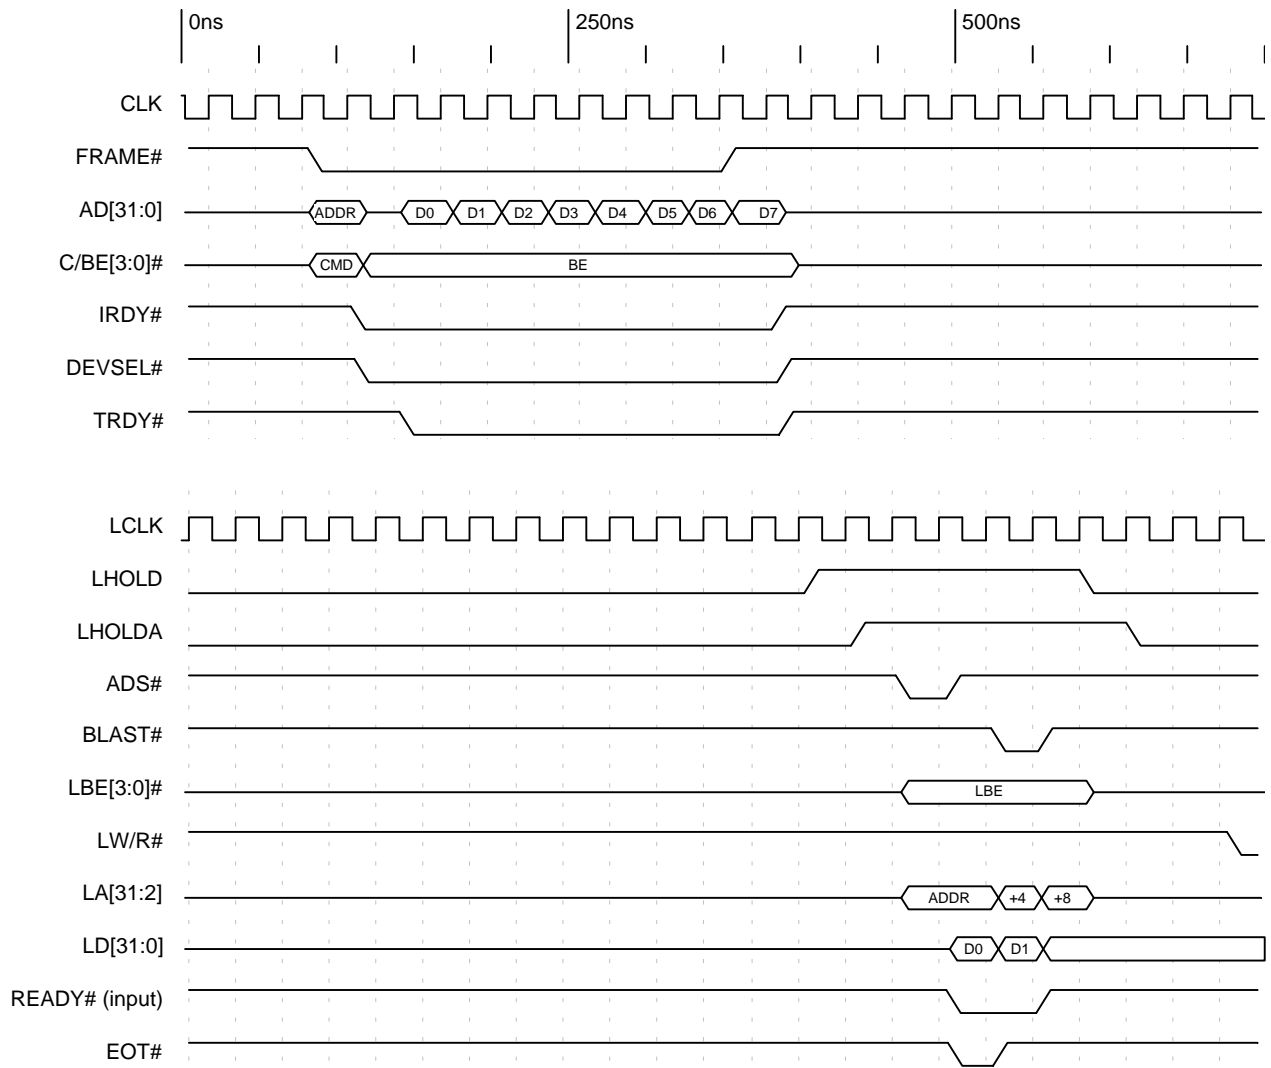 0ns 250ns 500ns
CLK
FRAME#
AD[31:0] ADDR D0 D1 D2 D3 D4 D5 D6 D7
C/BE[3:0]# CMD BE
IRDY#
DEVSEL#
TRDY#
LCLK
LHOLD
LHOLDA
ADS#
BLAST#
LBE[3:0]# LBE
LW/R#
LA[31:2] ADDR +4 +8
LD[31:0] D0 D1
READY# (input)
EOT#